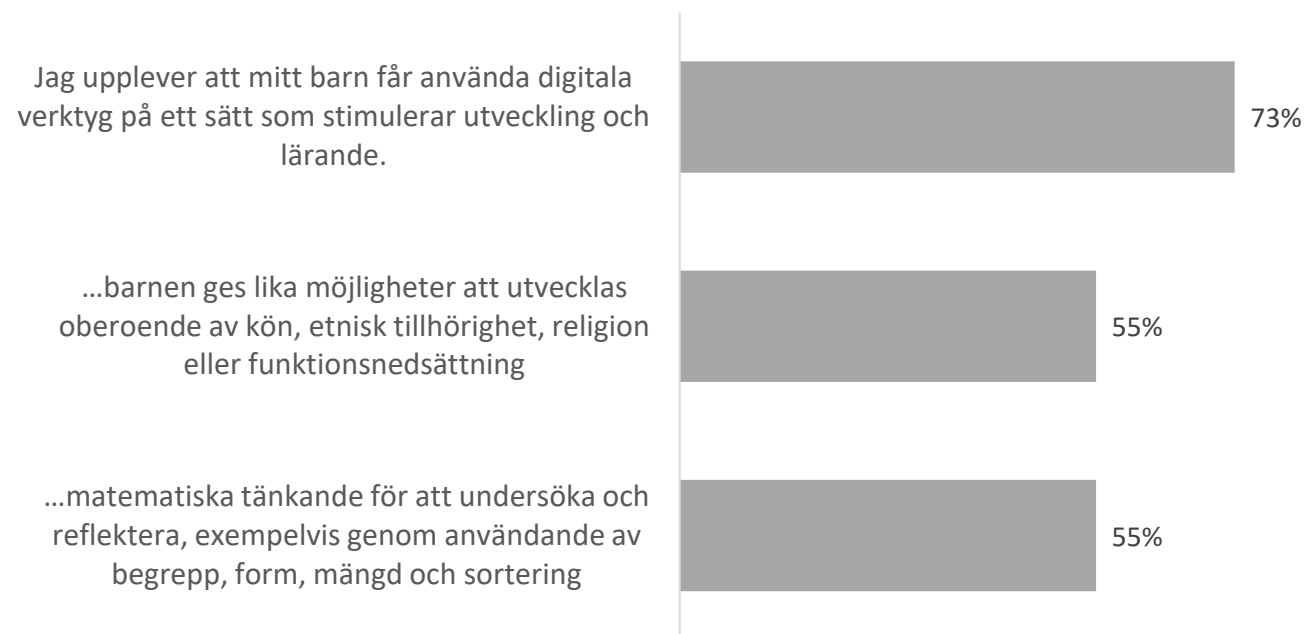 Jag upplever att mitt barn får använda digitala
verktyg på ett sätt som stimulerar utveckling och
lärande.
73%
…barnen ges lika möjligheter att utvecklas
oberoende av kön, etnisk tillhörighet, religion
eller funktionsnedsättning
55%
…matematiska tänkande för att undersöka och
reflektera, exempelvis genom användande av
begrepp, form, mängd och sortering
55%